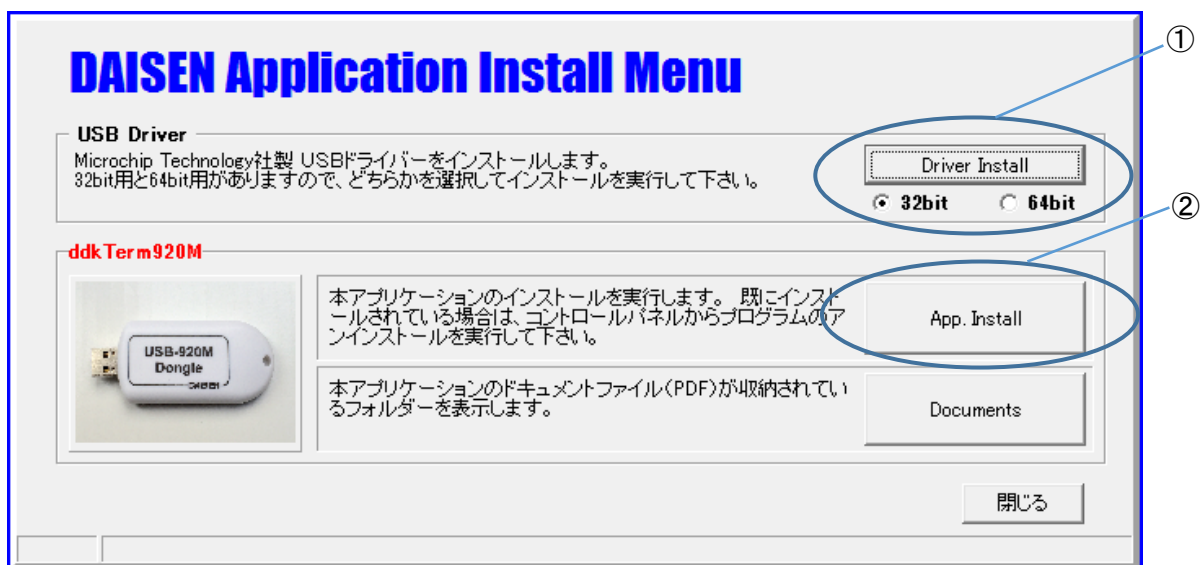 ①
DAISEN Application Install Menu
USB Driver
Microchip Technology社製 USBドライバーをインストールします。
32bit用と64bit用がありますので、どちらかを選択してインストールを実行して下さい。
Driver Install
32bit
64bit
②
ddkTerm920M
USB-920M
Dongle
本アプリケーションのインストールを実行します。 既にインスト
ールされている場合は、コントロールパネルからプログラムのア
ンインストールを実行して下さい。
App. Install
本アプリケーションのドキュメントファイル(PDF)が収納されてい
るフォルダーを表示します。
Documents
閉じる